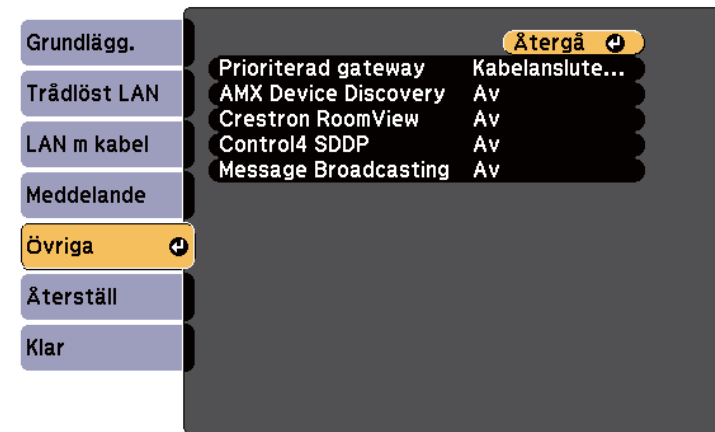 Grundlägg.
Trådlöst LAN
LAN m kabel
Meddelande
Övriga
Återställ
Klar
Återgå
Prioriterad gateway Kabelanslute...
AMX Device Discovery Av
Crestron RoomView Av
Control4 SDDP Av
Message Broadcasting Av